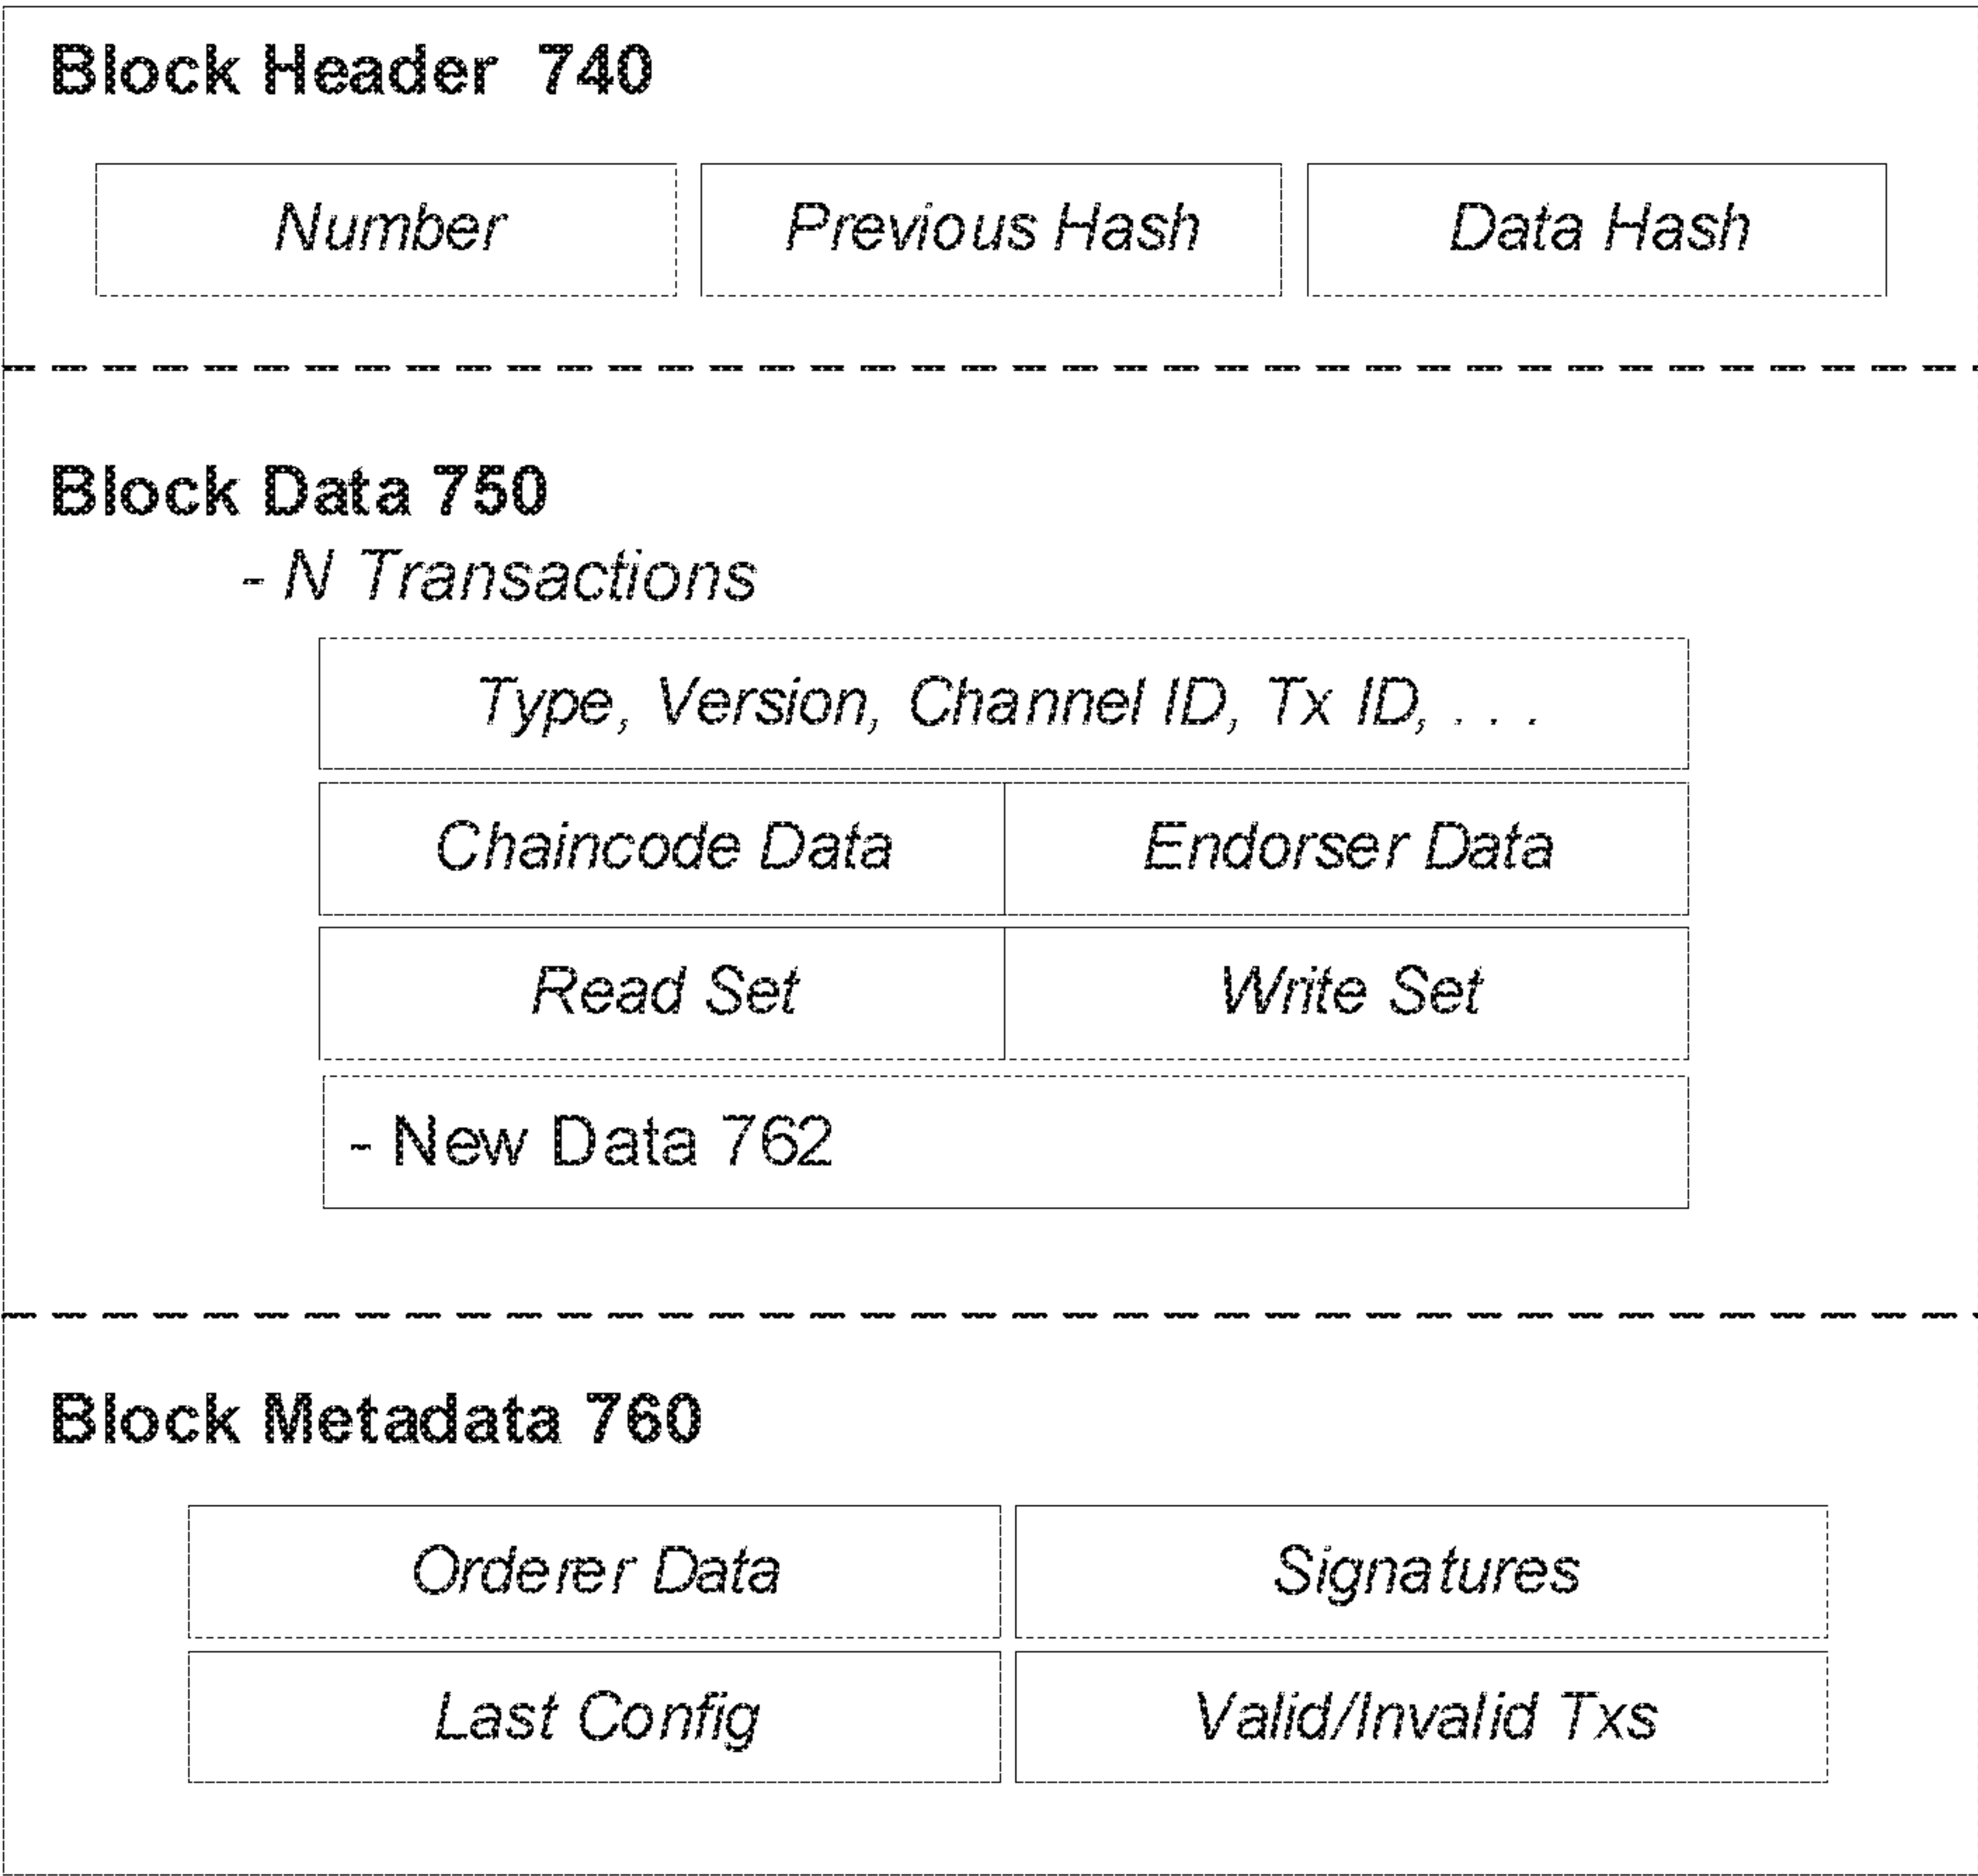 Block Header 740
Number Previous Hash Data Hash
Block Data 750
- N Transactions
Type, Version, Channel ID, Tx ID, . . .
Chaincode Data Endorser Data
Read Set Write Set
- New Data 762
Block Metadata 760
Orderer Data Signatures
Last Config Valid/Invalid Txs